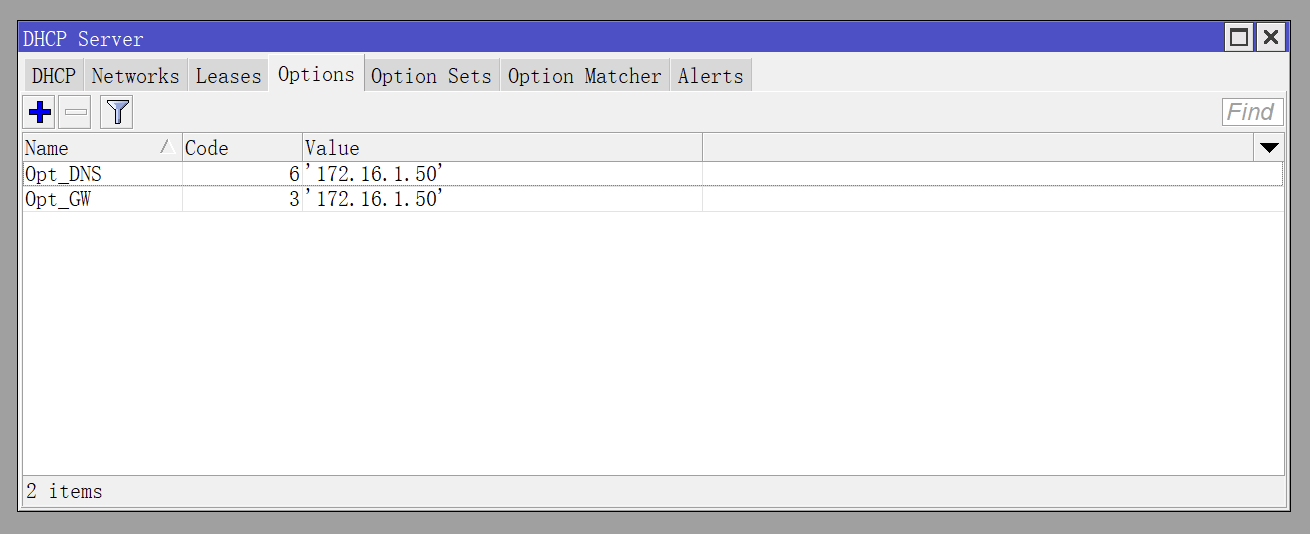 DHCP Server
DHCP Networks Leases Options Option Sets Option Matcher Alerts
Find
Name Code Value
Opt_DNS 6 '172.16.1.50'
Opt_GW 3 '172.16.1.50'
2 items